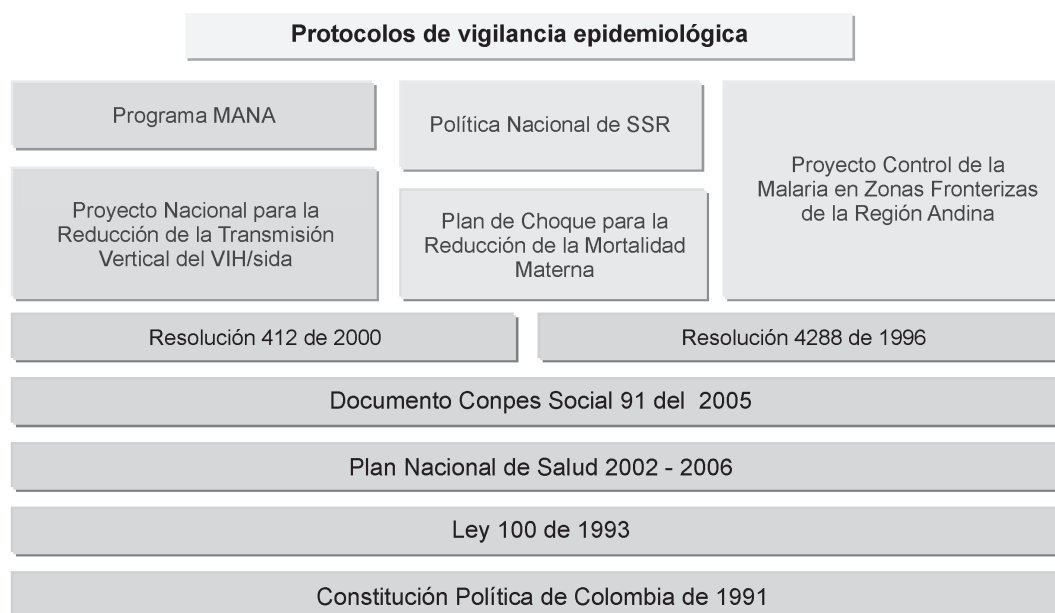 Protocolos de vigilancia epidemiológica
Programa MANA
Política Nacional de SSR
Proyecto Control de la
Malaria en Zonas Fronterizas
de la Región Andina
Proyecto Nacional para la
Reducción de la Transmisión
Vertical del VIH/sida
Plan de Choque para la
Reducción de la Mortalidad
Materna
Resolución 412 de 2000
Resolución 4288 de 1996
Documento Conpes Social 91 del 2005
Plan Nacional de Salud 2002 - 2006
Ley 100 de 1993
Constitución Política de Colombia de 1991